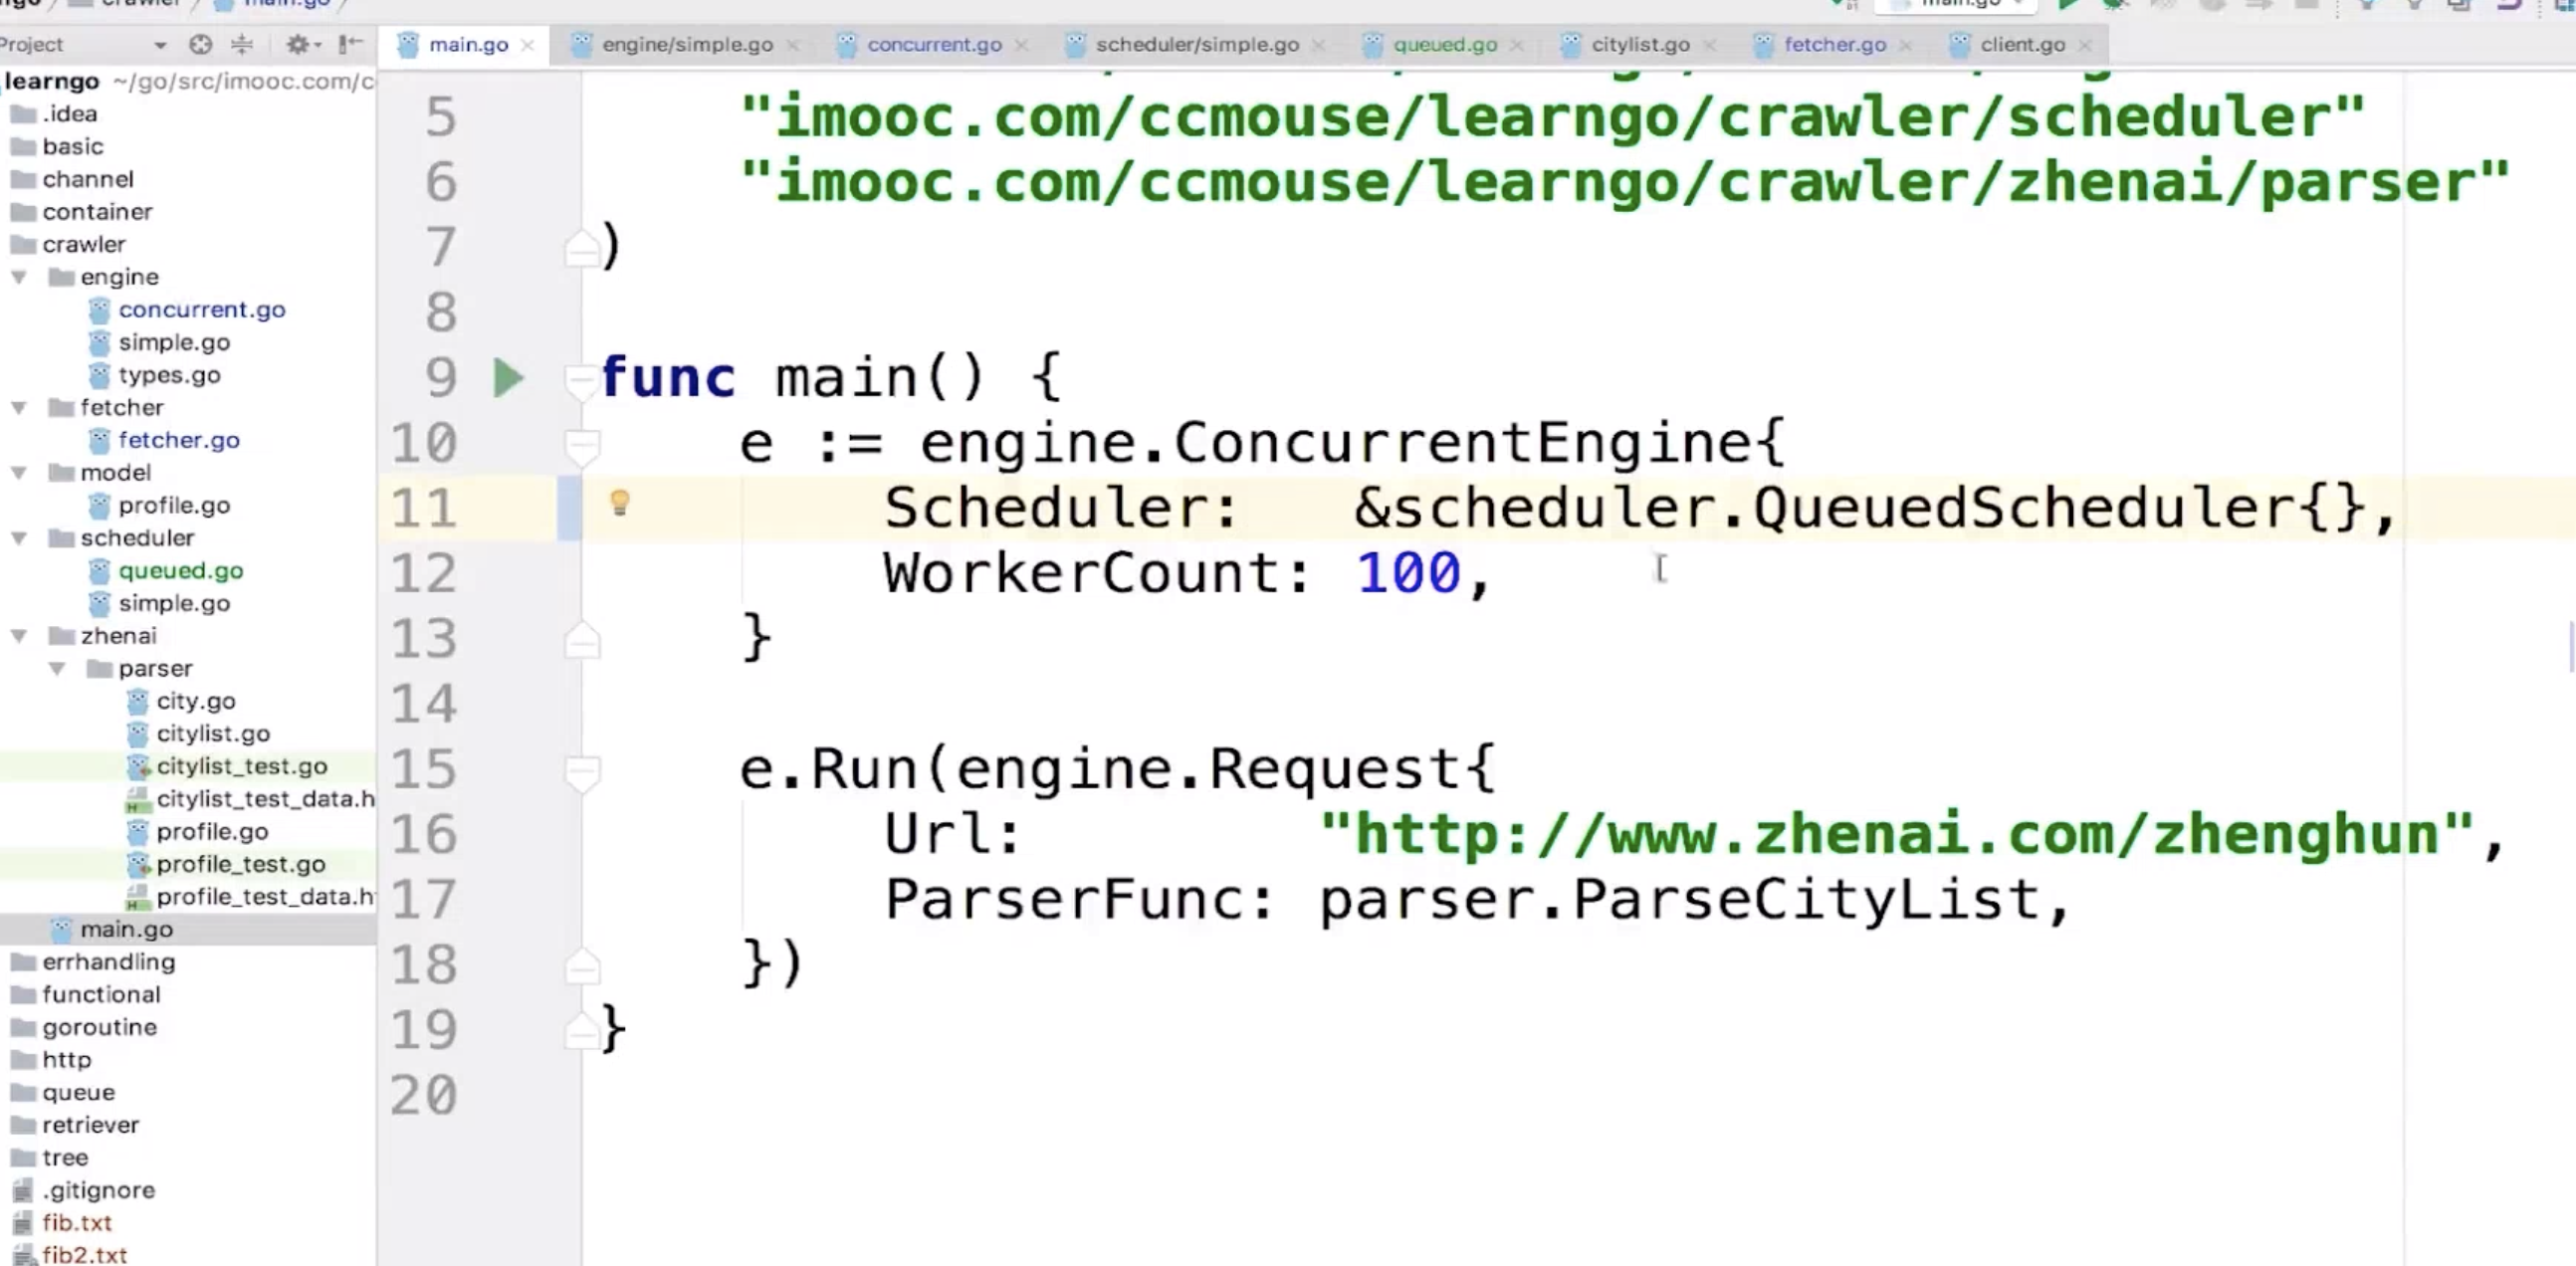 crawler main.go
main.go
Project
main.go engine/simple.go concurrent.go scheduler/simple.go queued.go citylist.go fetcher.go client.go
learngo ~/go/src/imooc.com/c
.idea
basic
channel
container
crawler
engine
concurrent.go
simple.go
types.go
fetcher
fetcher.go
model
profile.go
scheduler
queued.go
simple.go
zhenai
parser
city.go
citylist.go
citylist_test.go
citylist_test_data.h
profile.go
profile_test.go
profile_test_data.h
main.go
errhandling
functional
goroutine
http
queue
retriever
tree
.gitignore
fib.txt
fib2.txt
5 "imooc.com/ccmouse/learngo/crawler/scheduler"
6 "imooc.com/ccmouse/learngo/crawler/zhenai/parser"
7 )
8
9 func main() {
10 e := engine.ConcurrentEngine{
11 Scheduler: &scheduler.QueuedScheduler{},
12 WorkerCount: 100,
13 }
14
15 e.Run(engine.Request{
16 Url: "http://www.zhenai.com/zhenghun",
17 ParserFunc: parser.ParseCityList,
18 })
19 }
20